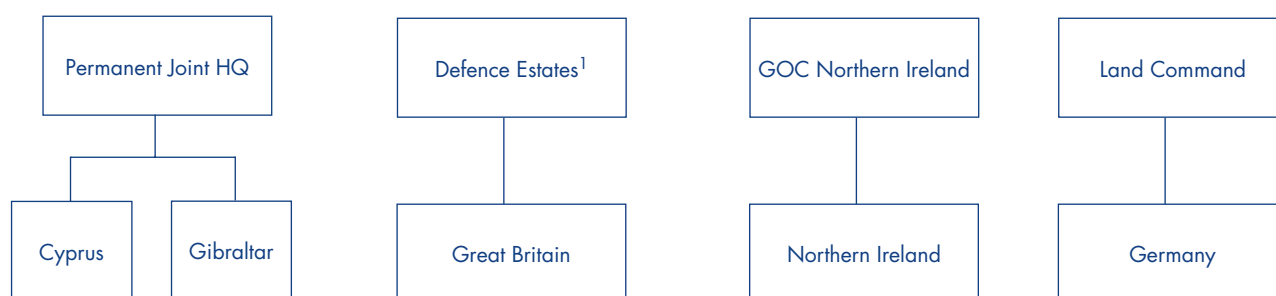 Permanent Joint HQ
Defence Estates¹
GOC Northern Ireland
Land Command
Cyprus
Gibraltar
Great Britain
Northern Ireland
Germany